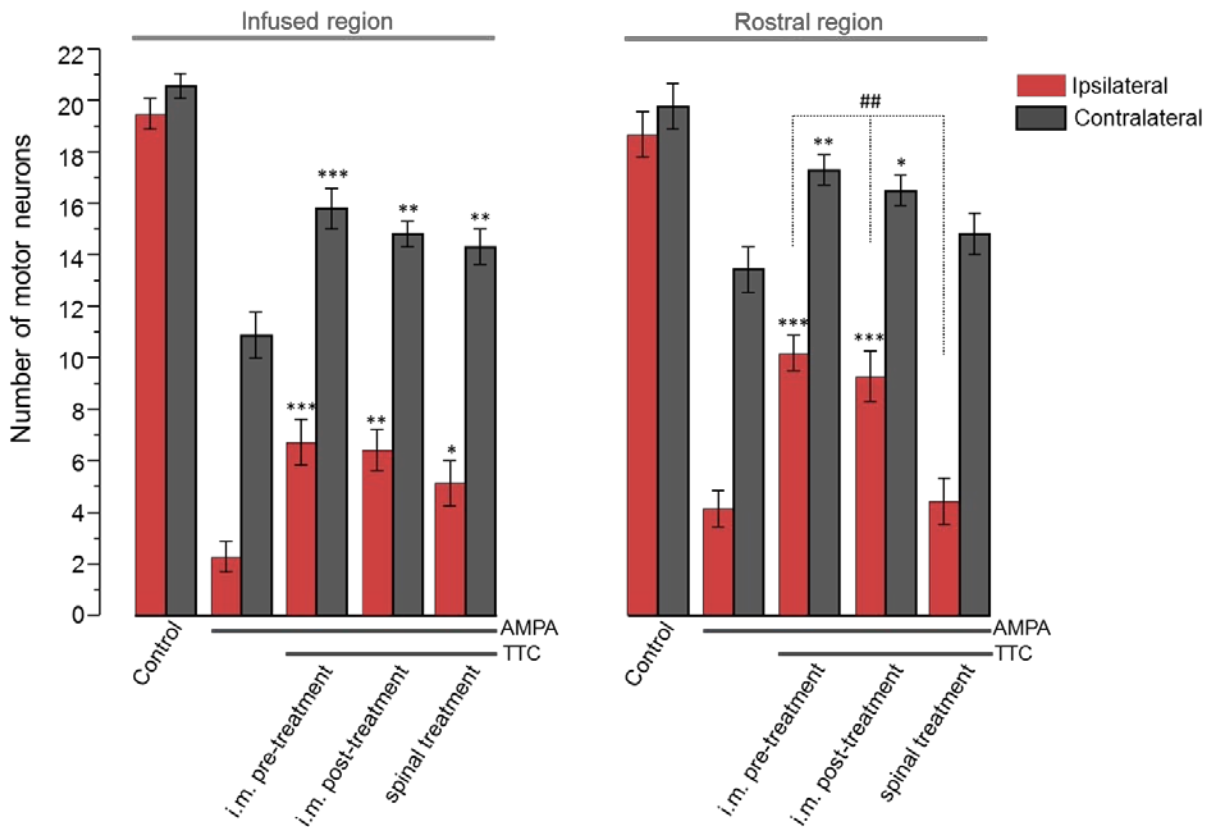 Infused region
Rostral region
Number of motor neurons
22
20
18
16
14
12
10
8
6
4
2
0
***
**
**
***
**
*
##
**
*
***
***
Ipsilateral
Contralateral
AMPA
TTC
AMPA
TTC
Control
i.m. pre-treatment
i.m. post-treatment
spinal treatment
Control
i.m. pre-treatment
i.m. post-treatment
spinal treatment